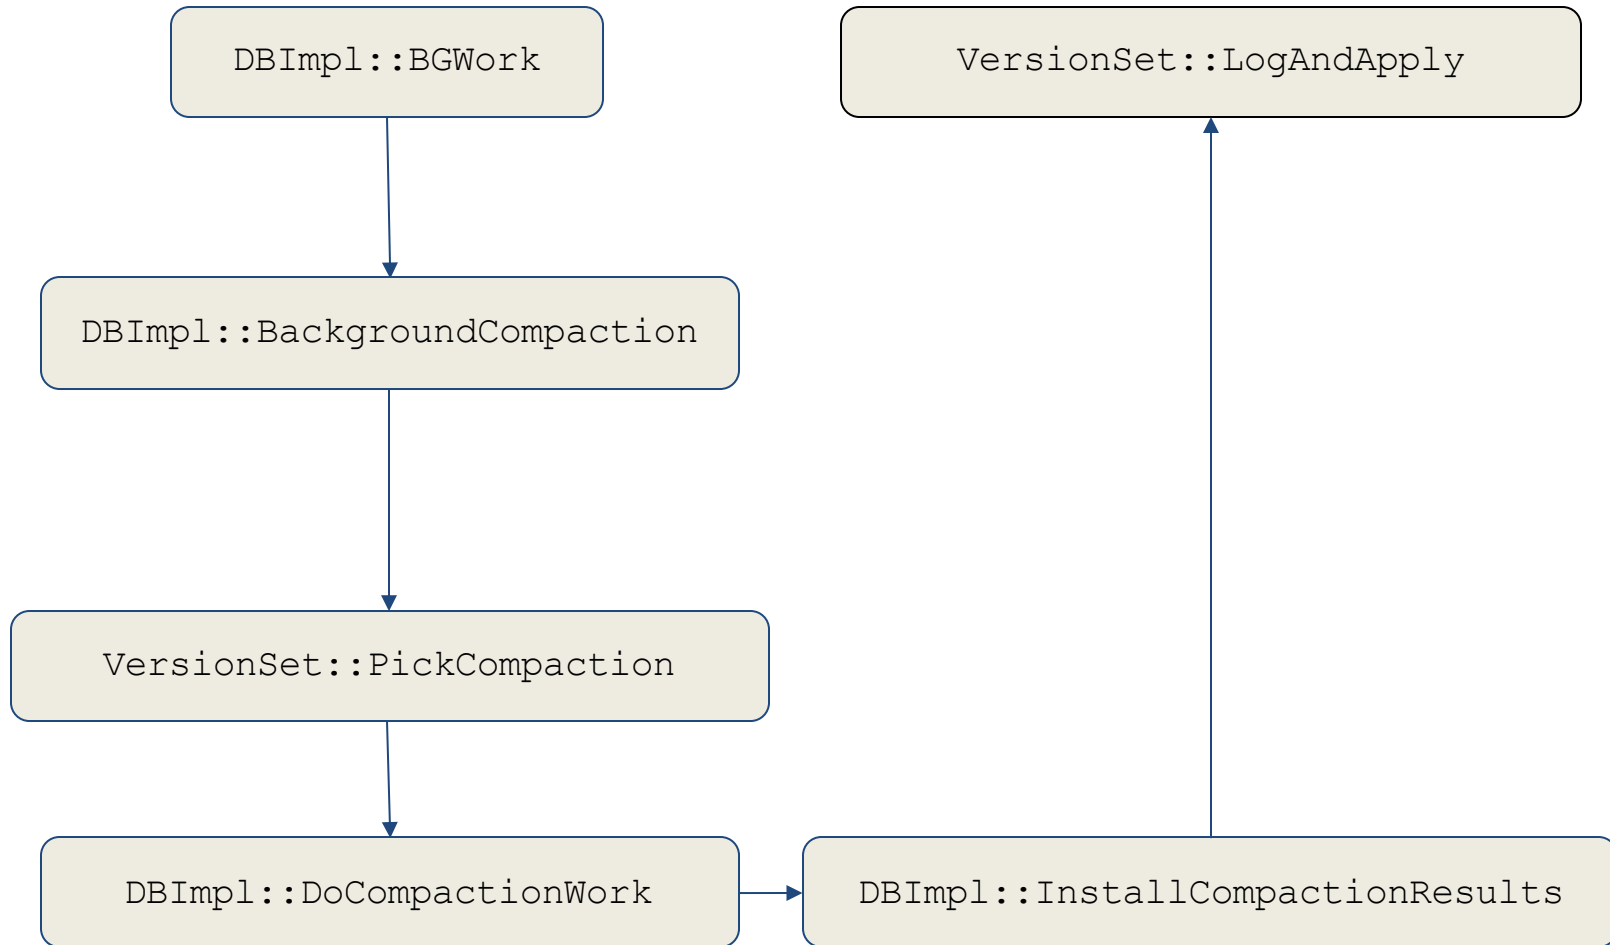 DBImpl::BGWork
VersionSet::LogAndApply
DBImpl::BackgroundCompaction
VersionSet::PickCompaction
DBImpl::DoCompactionWork
DBImpl::InstallCompactionResults